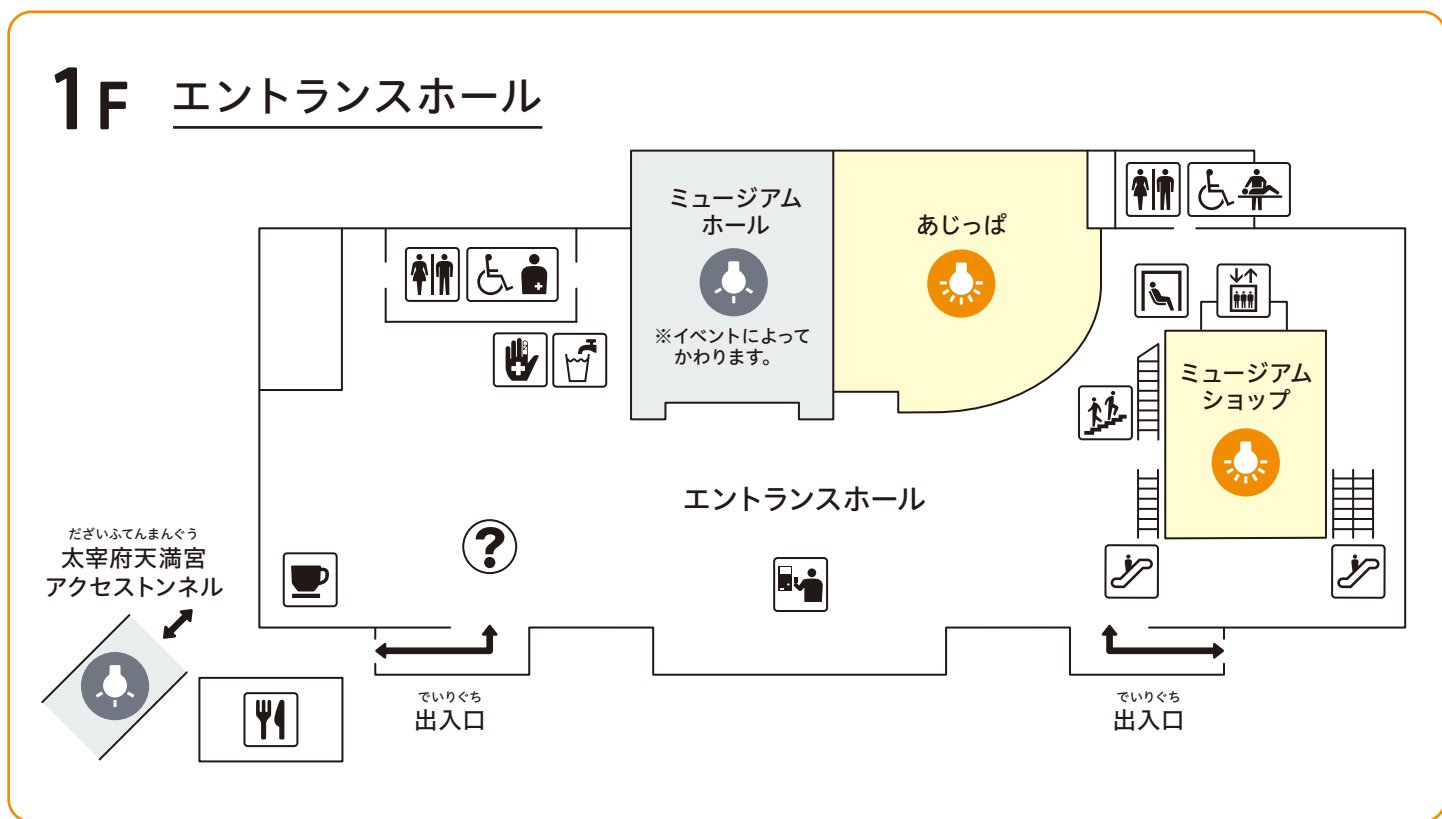 1F エントランスホール
ミュージアム
ホール
※イベントによって
かわります。
あじっぱ
ミュージアム
ショップ
エントランスホール
?
だざいふてんまんぐう
太宰府天満宮
アクセストンネル
でいりぐち
出入口
でいりぐち
出入口